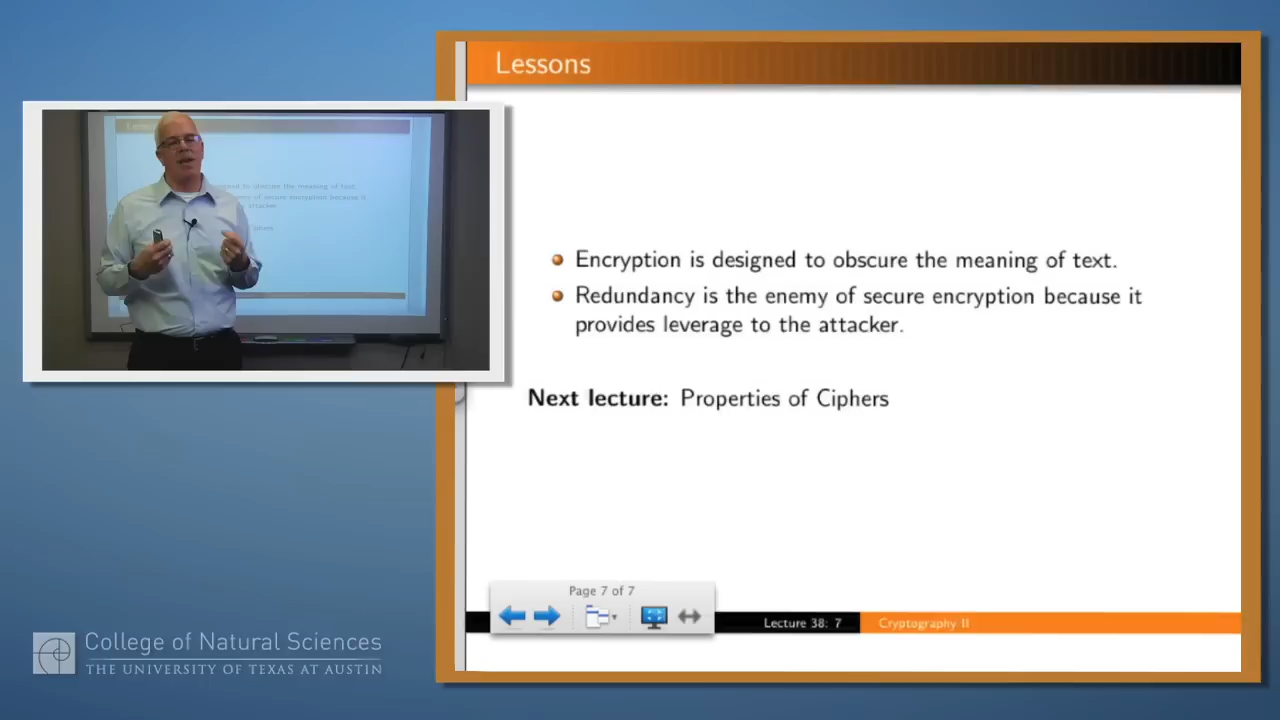 Lessons
Encryption is designed to obscure the meaning of text.
Redundancy is the enemy of secure encryption because it
provides leverage to the attacker.
Next lecture: Properties of Ciphers
Page 7 of 7
Lecture 38: 7
Cryptography II
College of Natural Sciences
THE UNIVERSITY OF TEXAS AT AUSTIN